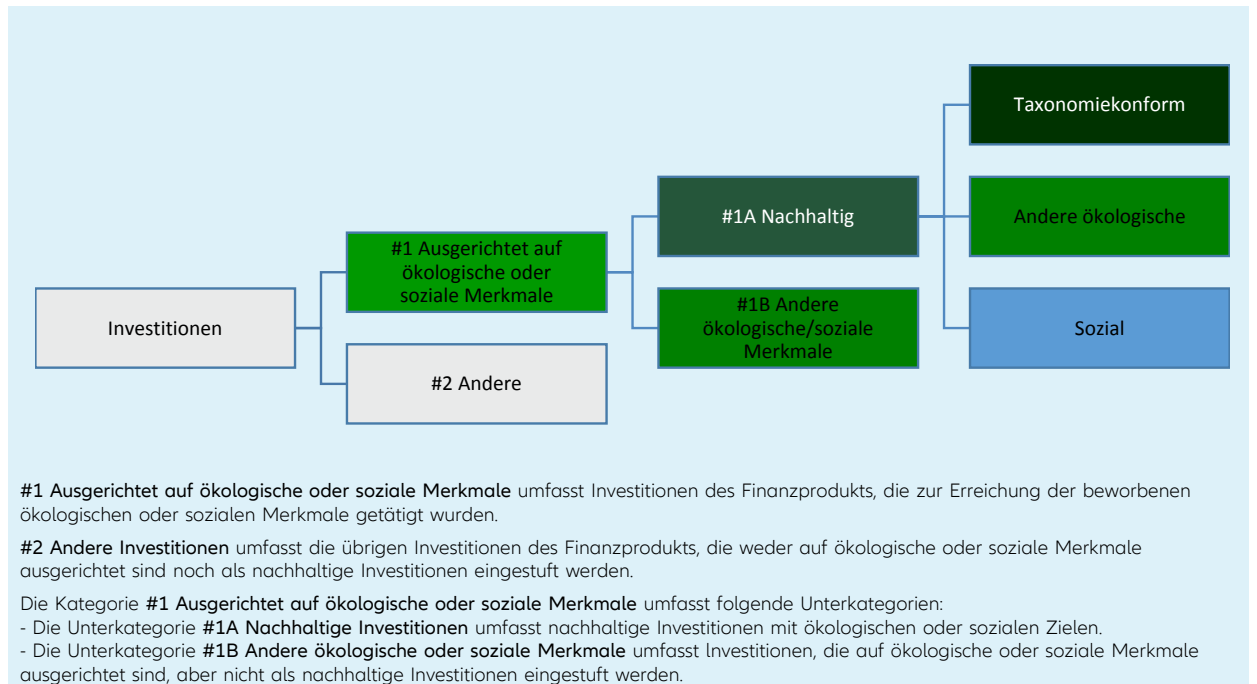 Taxonomiekonform
#1A Nachhaltig
Andere ökologische
#1 Ausgerichtet auf
ökologische oder
soziale Merkmale
Investitionen
#1B Andere
ökologische/soziale
Merkmale
Sozial
#2 Andere
#1 Ausgerichtet auf ökologische oder soziale Merkmale umfasst Investitionen des Finanzprodukts, die zur Erreichung der beworbenen
ökologischen oder sozialen Merkmale getätigt wurden.
#2 Andere Investitionen umfasst die übrigen Investitionen des Finanzprodukts, die weder auf ökologische oder soziale Merkmale
ausgerichtet sind noch als nachhaltige Investitionen eingestuft werden.
Die Kategorie #1 Ausgerichtet auf ökologische oder soziale Merkmale umfasst folgende Unterkategorien:
- Die Unterkategorie #1A Nachhaltige Investitionen umfasst nachhaltige Investitionen mit ökologischen oder sozialen Zielen.
- Die Unterkategorie #1B Andere ökologische oder soziale Merkmale umfasst lnvestitionen, die auf ökologische oder soziale Merkmale
ausgerichtet sind, aber nicht als nachhaltige Investitionen eingestuft werden.